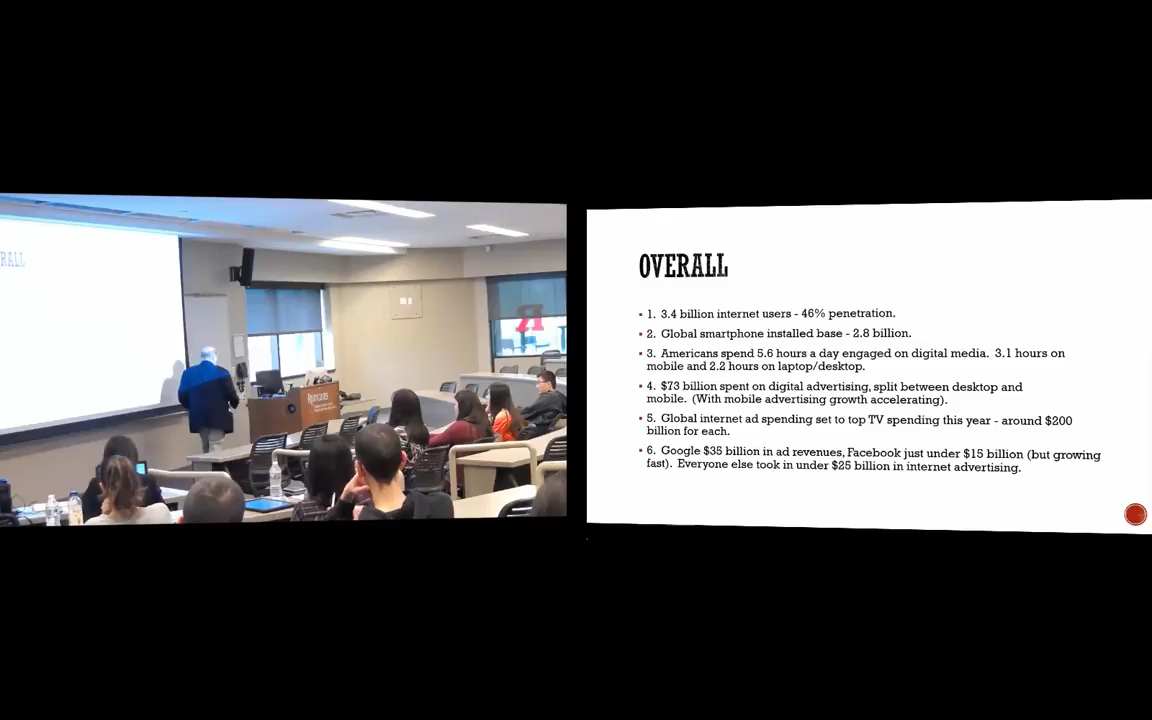 RALL
RUTGERS
R
OVERALL
1. 3.4 billion internet users - 46% penetration.
2. Global smartphone installed base - 2.8 billion.
3. Americans spend 5.6 hours a day engaged on digital media. 3.1 hours on
mobile and 2.2 hours on laptop/desktop.
4. $73 billion spent on digital advertising, split between desktop and
mobile. (With mobile advertising growth accelerating).
5. Global internet ad spending set to top TV spending this year - around $200
billion for each.
6. Google $35 billion in ad revenues, Facebook just under $15 billion (but growing
fast). Everyone else took in under $25 billion in internet advertising.